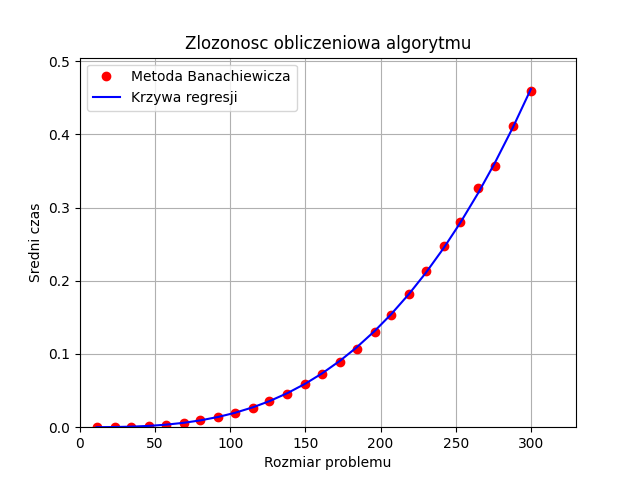 Zlozonosc obliczeniowa algorytmu
Metoda Banachiewicza
Krzywa regresji
Sredni czas
0.5
0.4
0.3
0.2
0.1
0.0
0 50 100 150 200 250 300
Rozmiar problemu